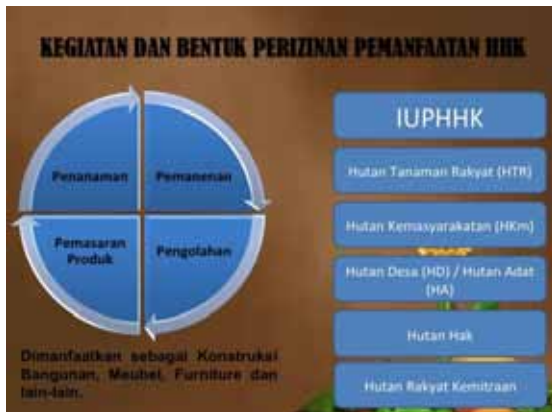 KEGIATAN DAN BENTUK PERIZINAN PEMANFAATAN HHK
Penanaman
Pemanenan
Pemasaran
Produk
Pengolahan
Dimanfaatkan sebagai Konstruksi
Bangunan, Meubel, Furniture dan
lain-lain.
IUPHHK
Hutan Tanaman Rakyat (HTR)
Hutan Kemasyarakatan (HKm)
Hutan Desa (HD) / Hutan Adat
(HA)
Hutan Hak
Hutan Rakyat Kemitraan